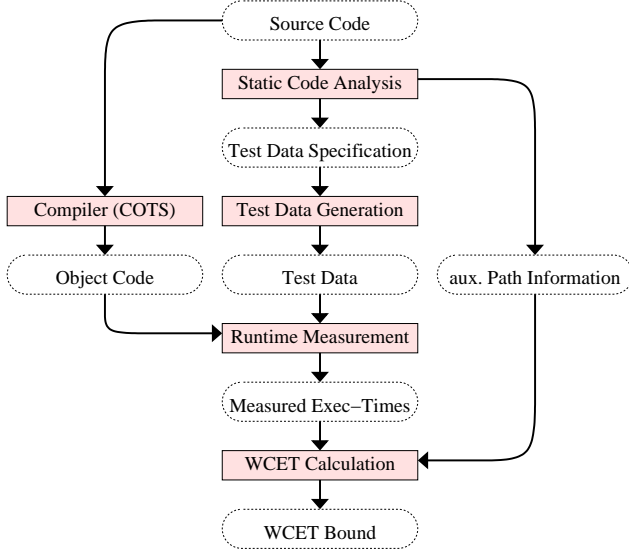 Source Code
Static Code Analysis
Test Data Specification
Compiler (COTS)
Test Data Generation
Object Code
Test Data
aux. Path Information
Runtime Measurement
Measured Exec−Times
WCET Calculation
WCET Bound